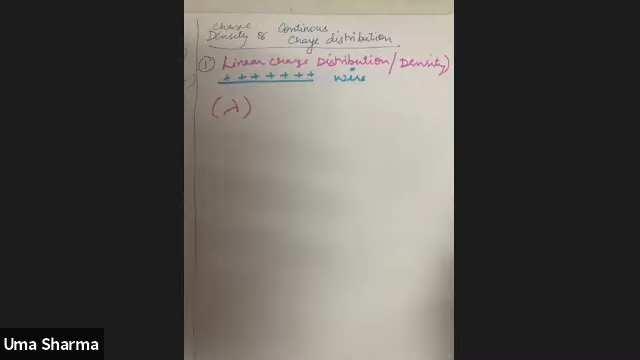 Charge Continous
Density & Charge distribution
① Linear Charge Distribution/Density)
+ + + + + + + wire
(λ)
Uma Sharma